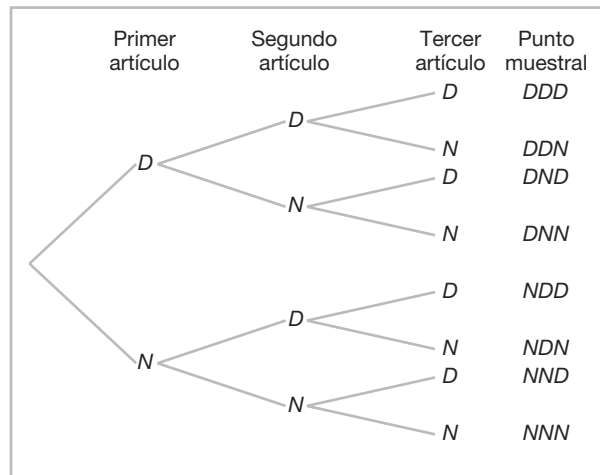 Primer Segundo Tercer Punto
artículo artículo artículo muestral
D DDD
D
N DDN
D
D DND
N
N DNN
D NDD
D
N NDN
N
D NND
N
N NNN